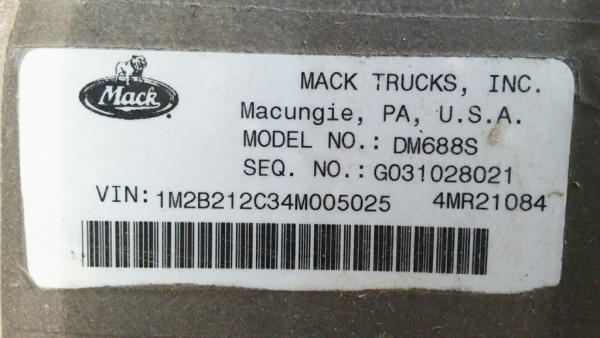 Mack
MACK TRUCKS, INC.
Macungie, PA, U.S.A.
MODEL NO.: DM688S
SEQ. NO.: G031028021
VIN: 1M2B212C34M005025 4MR21084